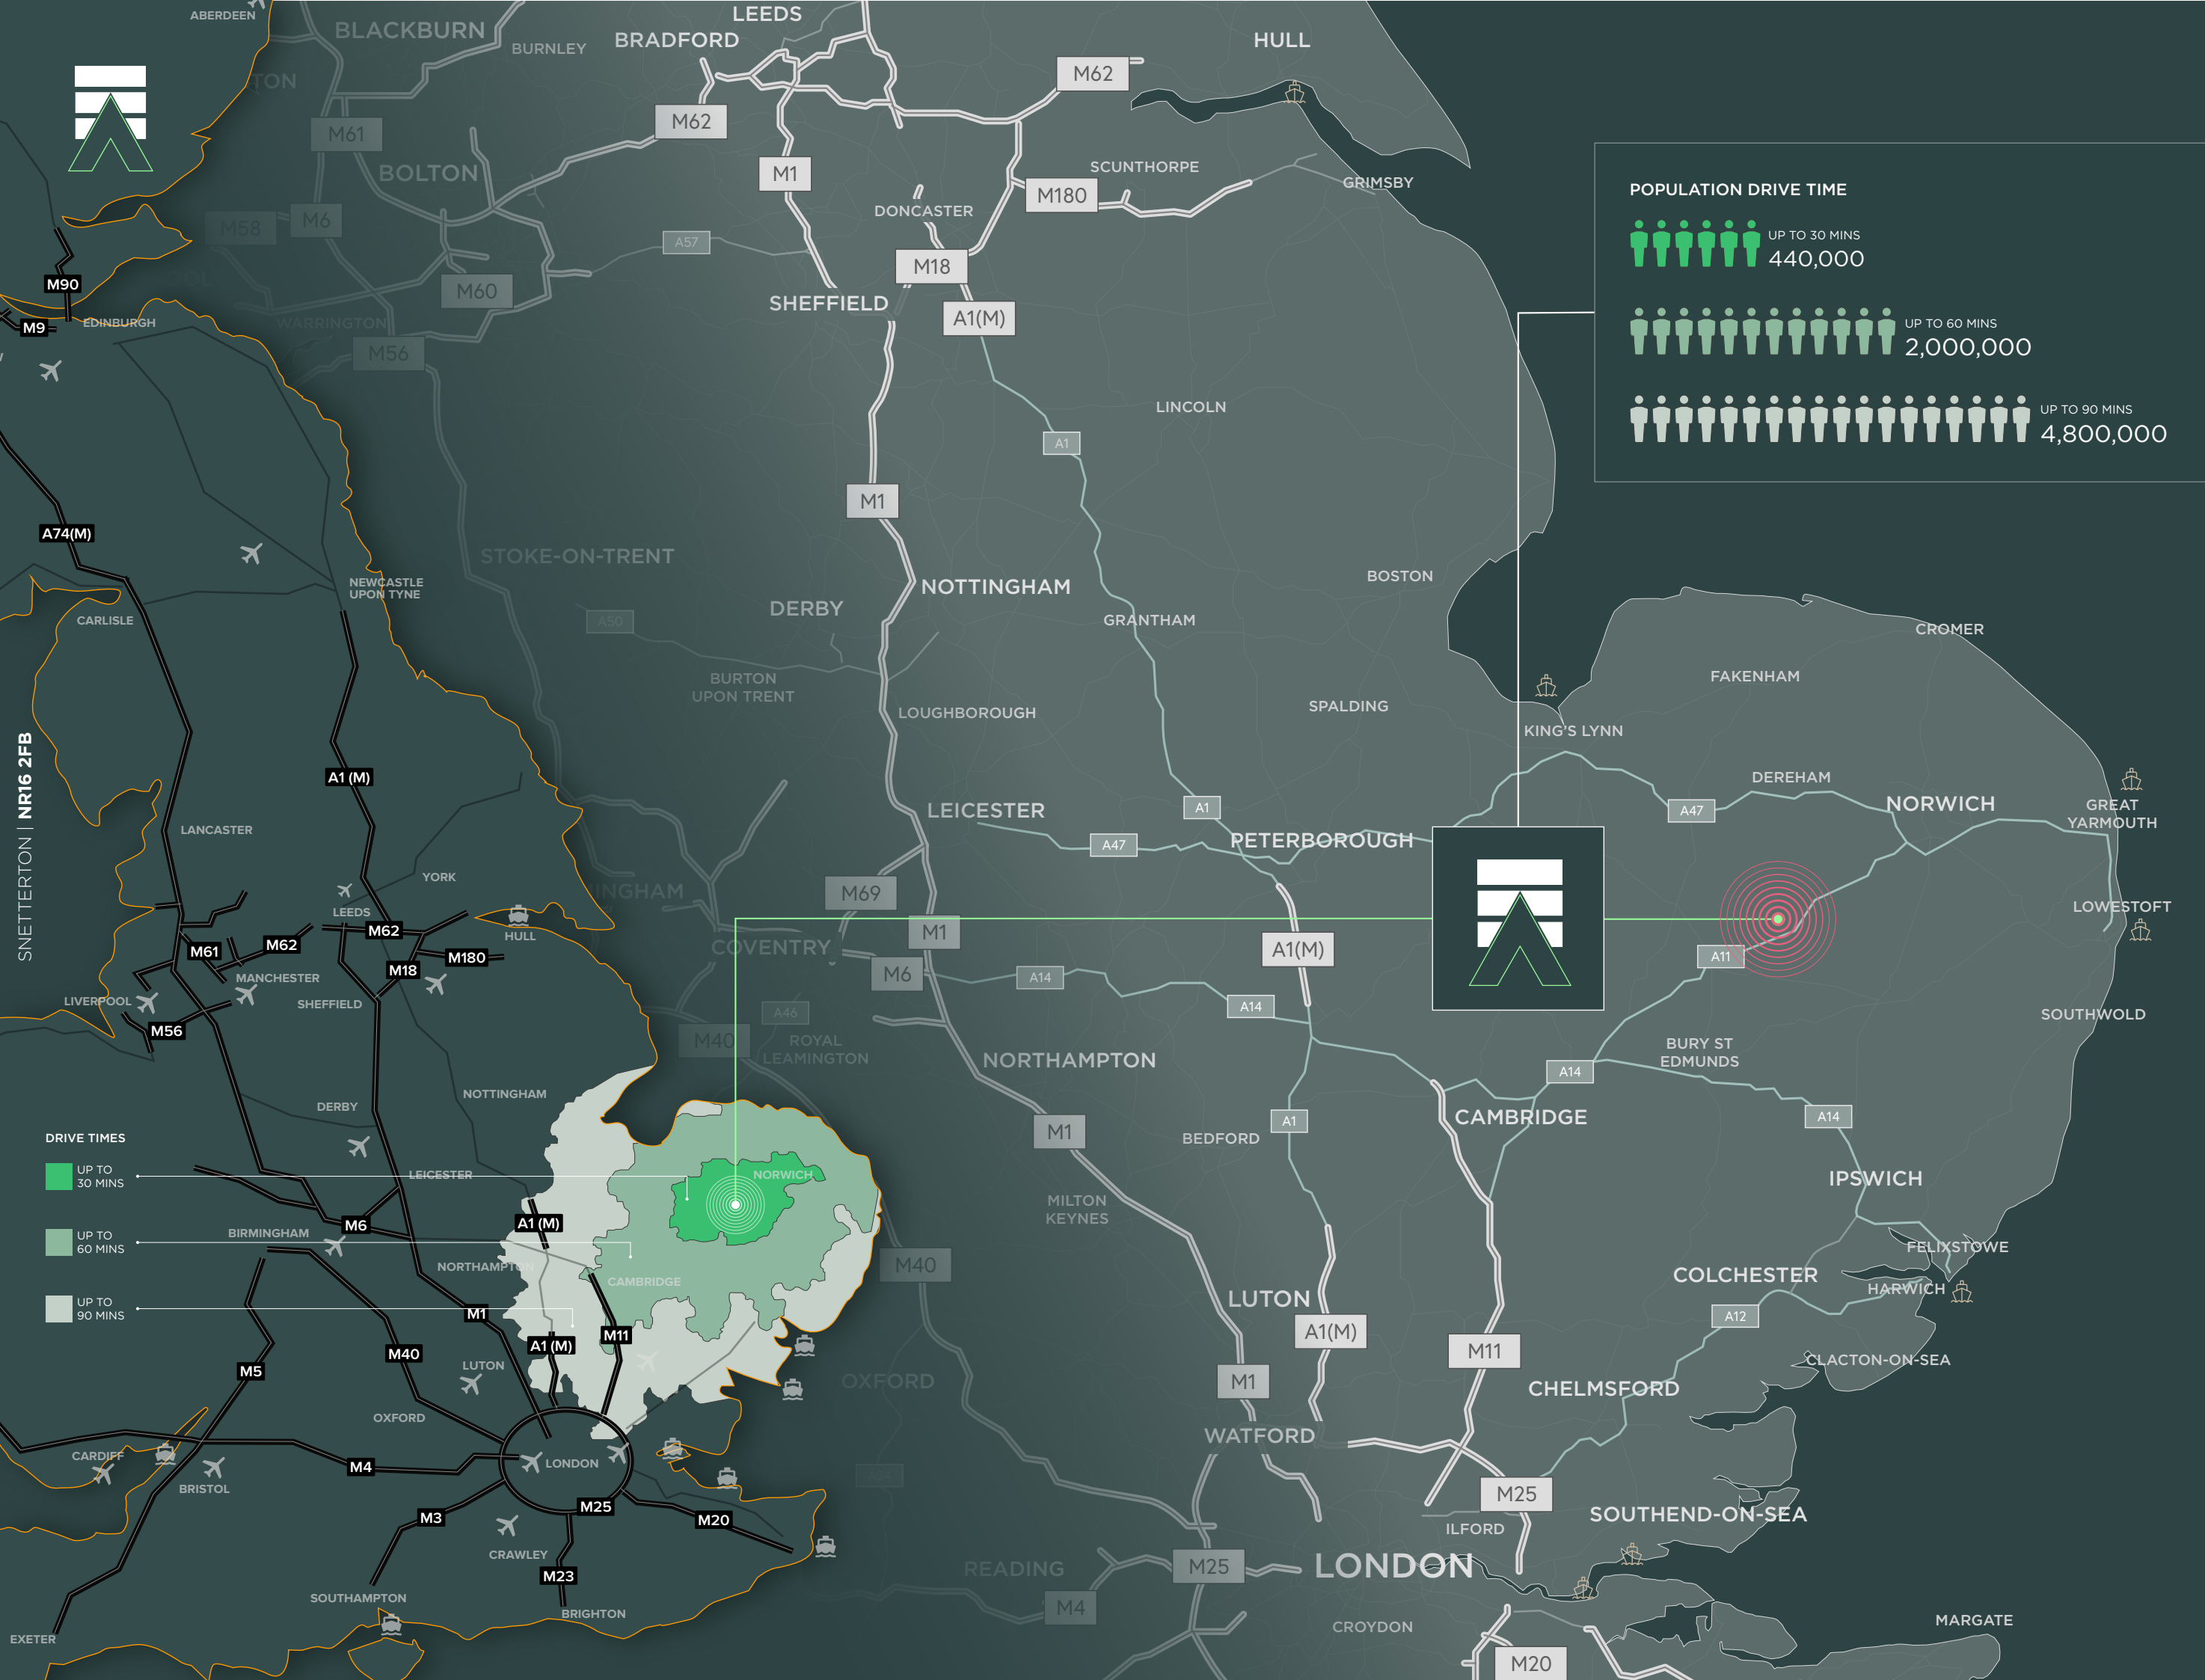 SNETTERTON | NR16 2FB
ABERDEEN
M90
M9
EDINBURGH
A74(M)
NEWCASTLE
UPON TYNE
CARLISLE
A1 (M)
LANCASTER
YORK
LEEDS
M62
HULL
M61
M62
M180
M18
MANCHESTER
LIVERPOOL
SHEFFIELD
M56
NOTTINGHAM
DERBY
DRIVE TIMES
UP TO
30 MINS
UP TO
60 MINS
UP TO
90 MINS
LEICESTER
NORWICH
M6
A1 (M)
BIRMINGHAM
NORTHAMPTON
CAMBRIDGE
M1
M11
A1 (M)
M40
M5
LUTON
OXFORD
CARDIFF
M4
LONDON
BRISTOL
M25
M3
M20
CRAWLEY
M23
SOUTHAMPTON
BRIGHTON
EXETER
LEEDS
BLACKBURN
BURNLEY
BRADFORD
HULL
M62
M62
M61
BOLTON
M1
SCUNTHORPE
M180
GRIMSBY
M58
M6
DONCASTER
A57
M18
M60
SHEFFIELD
A1(M)
WARRINGTON
M56
LINCOLN
A1
M1
STOKE-ON-TRENT
NOTTINGHAM
BOSTON
DERBY
A50
GRANTHAM
CROMER
BURTON
UPON TRENT
FAKENHAM
LOUGHBOROUGH
SPALDING
KING'S LYNN
DEREHAM
LEICESTER
A1
A47
NORWICH
GREAT
YARMOUTH
A47
PETERBOROUGH
M69
LOWESTOFT
M1
COVENTRY
A1(M)
A11
M6
A14
A14
A46
SOUTHWOLD
M40
ROYAL
LEAMINGTON
NORTHAMPTON
BURY ST
EDMUNDS
A14
M1
BEDFORD
A1
CAMBRIDGE
A14
IPSWICH
MILTON
KEYNES
FELIXSTOWE
M40
COLCHESTER
HARWICH
LUTON
A12
A1(M)
M11
CLACTON-ON-SEA
OXFORD
M1
CHELMSFORD
WATFORD
M25
SOUTHEND-ON-SEA
ILFORD
READING
M25
LONDON
M4
CROYDON
MARGATE
M20
POPULATION DRIVE TIME
UP TO 30 MINS
440,000
UP TO 60 MINS
2,000,000
UP TO 90 MINS
4,800,000